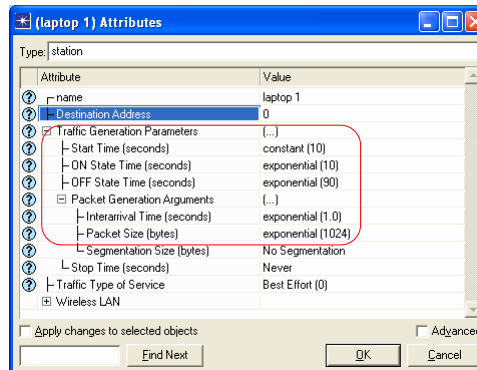 (laptop 1) Attributes
Type: station
Attribute Value
name laptop 1
Destination Address 0
Traffic Generation Parameters (...)
Start Time (seconds) constant (10)
ON State Time (seconds) exponential (10)
OFF State Time (seconds) exponential (90)
Packet Generation Arguments (...)
Interarrival Time (seconds) exponential (1.0)
Packet Size (bytes) exponential (1024)
Segmentation Size (bytes) No Segmentation
Stop Time (seconds) Never
Traffic Type of Service Best Effort (0)
Wireless LAN
Apply changes to selected objects Advanced
Find Next OK Cancel